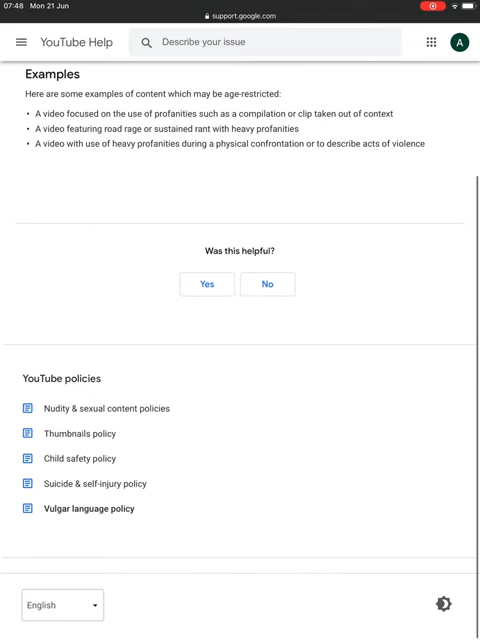 07:48 Mon 21 Jun
support.google.com
YouTube Help
Describe your issue
A
Examples
Here are some examples of content which may be age-restricted:
• A video focused on the use of profanities such as a compilation or clip taken out of context
• A video featuring road rage or sustained rant with heavy profanities
• A video with use of heavy profanities during a physical confrontation or to describe acts of violence
Was this helpful?
Yes No
YouTube policies
Nudity & sexual content policies
Thumbnails policy
Child safety policy
Suicide & self-injury policy
Vulgar language policy
English